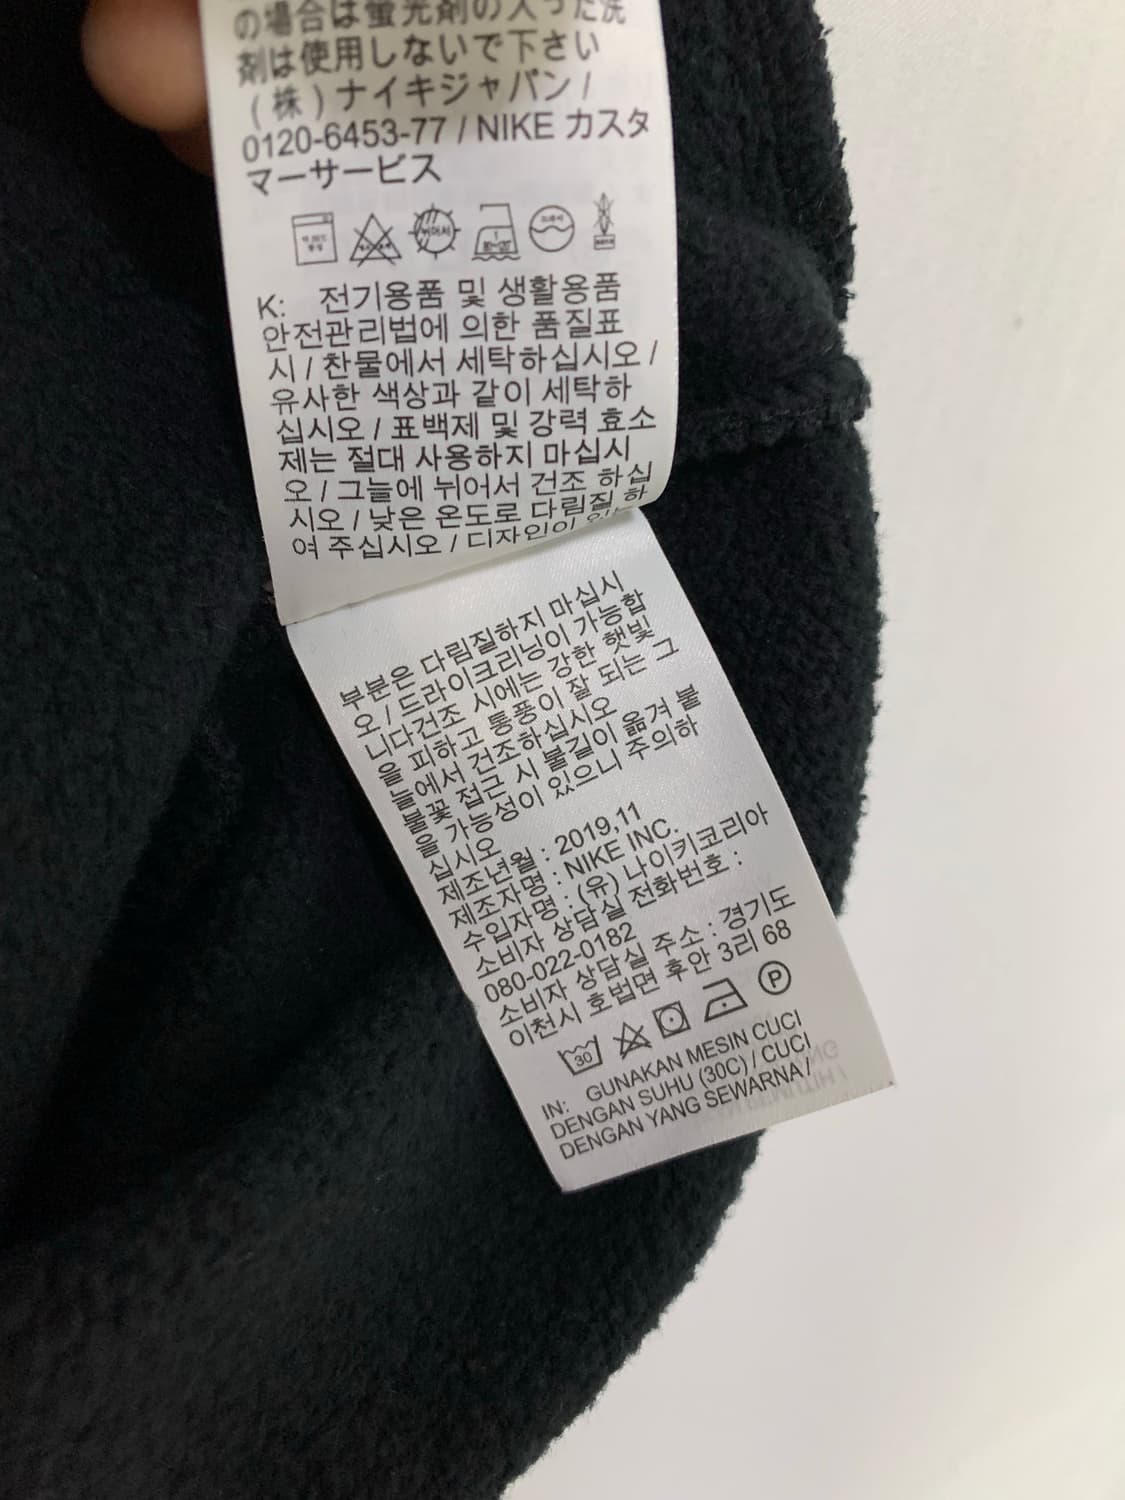 の場合は蛍光剤の入った洗
剤は使用しないで下さい
(株)ナイキジャパン/
0120-6453-77 / NIKE カスタ
マーサービス
K: 전기용품 및 생활용품
안전관리법에 의한 품질표
시 / 찬물에서 세탁하십시오 /
유사한 색상과 같이 세탁하
십시오 / 표백제 및 강력 효소
제는 절대 사용하지 마십시
오 / 그늘에 뉘어서 건조 하십
시오 / 낮은 온도로 다림질 하
여 주십시오 / 디자인이
부분은 다림질하지 마십시
오 / 드라이크리닝이 가능합
니다건조 시에는 강한 햇빛
을 피하고 통풍이 잘 되는 그
늘에서 건조하십시오
불꽃 접근 시 불길이 옮겨 붙
을 가능성이 있으니 주의하
십시오
제조년월 : 2019.11
제조자명 : NIKE INC.
수입자명 : (유) 나이키코리아
소비자 상담실 전화번호 :
080-022-0182
소비자 상담실 주소 : 경기도
이천시 호법면 후안 3리 68
30
P
IN: GUNAKAN MESIN CUCI
DENGAN SUHU (30C) / CUCI
DENGAN YANG SEWARNA /